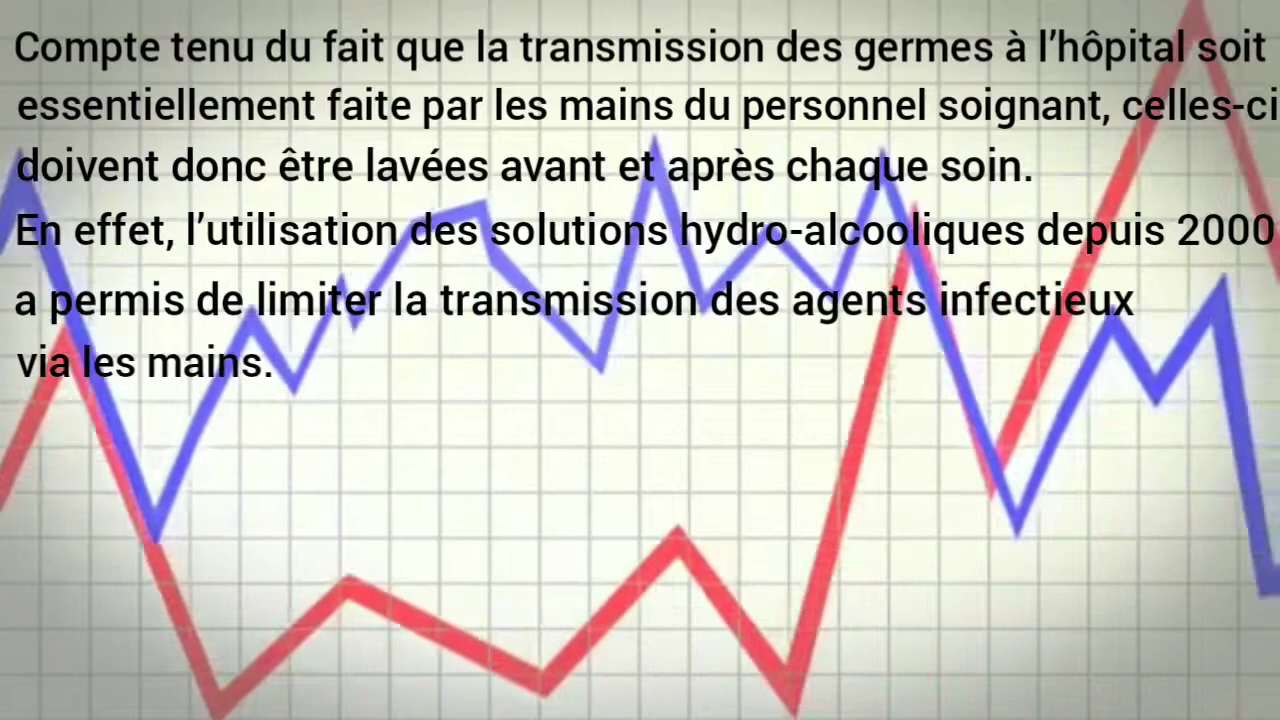 Compte tenu du fait que la transmission des germes à l’hôpital soit
essentiellement faite par les mains du personnel soignant, celles-ci
doivent donc être lavées avant et après chaque soin.
En effet, l’utilisation des solutions hydro-alcooliques depuis 2000
a permis de limiter la transmission des agents infectieux
via les mains.